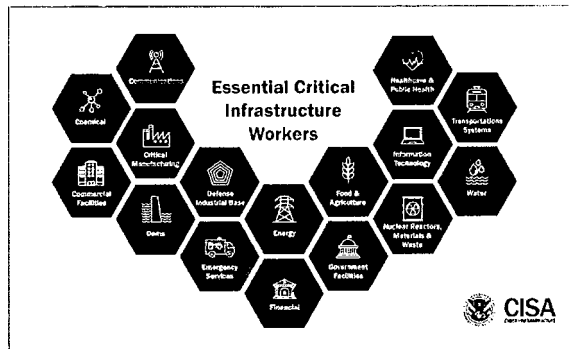 Essential Critical
Infrastructure
Workers
Communications
Chemical
Critical
Manufacturing
Commercial
Facilities
Dams
Defense
Industrial Base
Emergency
Services
Energy
Financial
Food &
Agriculture
Government
Facilities
Healthcare &
Public Health
Information
Technology
Nuclear Reactors,
Materials &
Waste
Transportations
Systems
Water
CISA